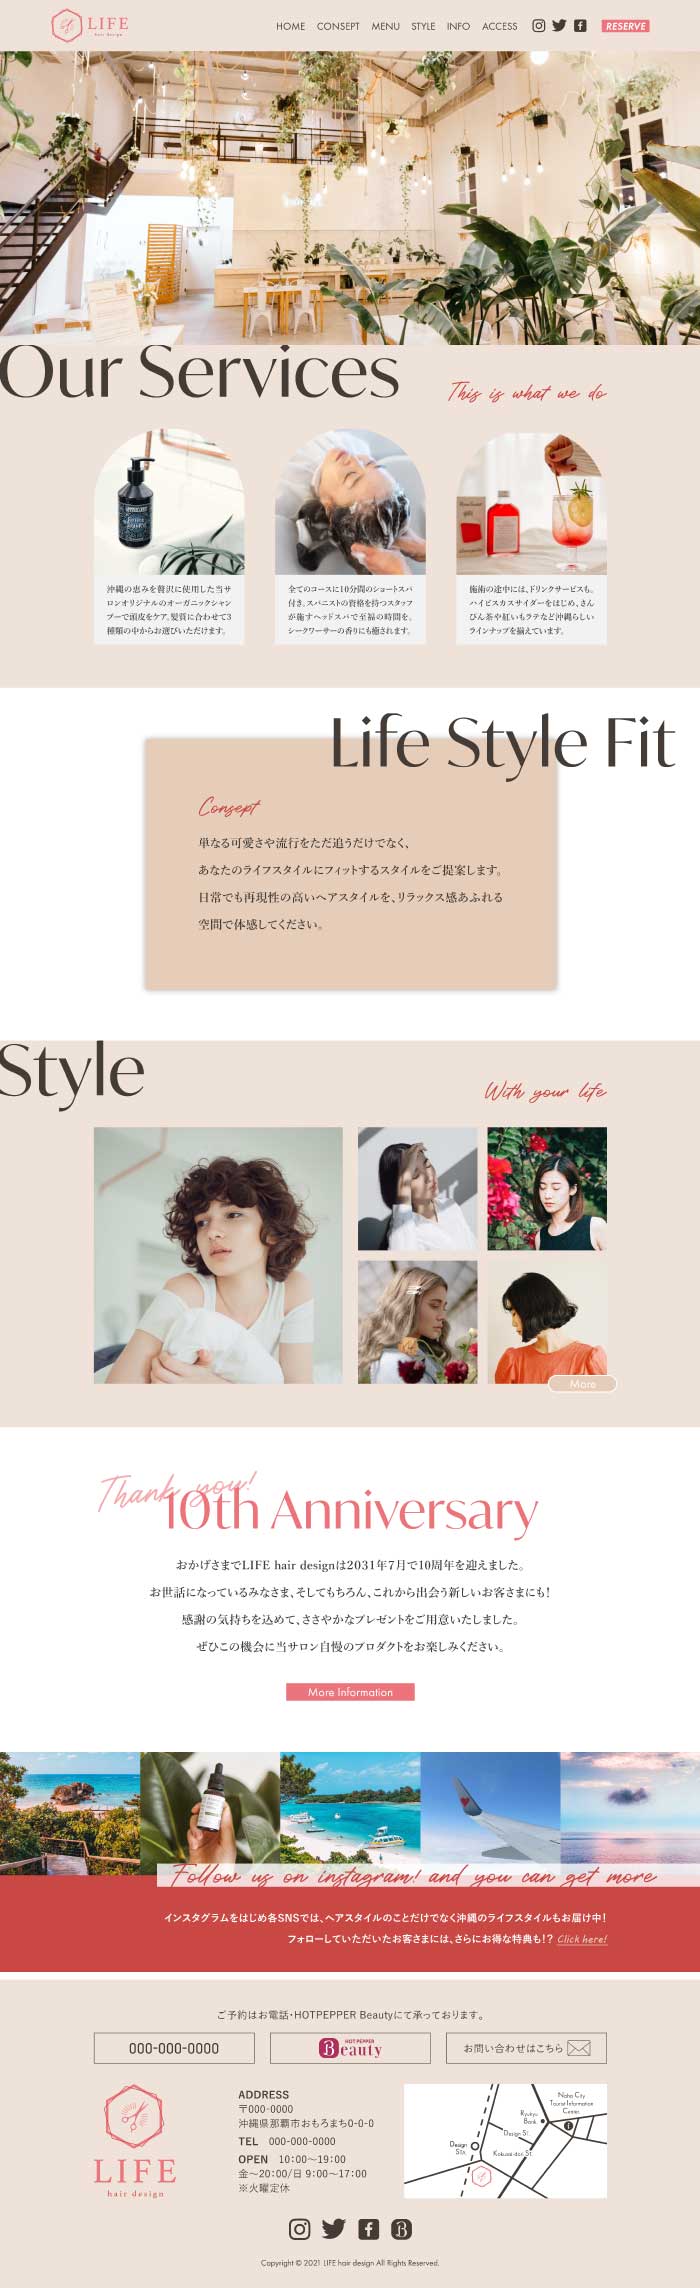 LIFE
hair design
HOME CONSEPT MENU STYLE INFO ACCESS RESERVE
Our Services
This is what we do
沖縄の恵みを贅沢に使用した当サ
ロンオリジナルのオーガニックシャン
プーで頭皮をケア。髪質に合わせて3
種類の中からお選びいただけます。
全てのコースに10分間のショートスパ
付き。スパニストの資格を持つスタッフ
が施すヘッドスパで至福の時間を。
シークワーサーの香りにも癒されます。
施術の途中には、ドリンクサービスも。
ハイビスカスサイダーをはじめ、さん
ぴん茶や紅いもラテなど沖縄らしい
ラインナップを揃えています。
Life Style Fit
Consept
単なる可愛さや流行をただ追うだけでなく、
あなたのライフスタイルにフィットするスタイルをご提案します。
日常でも再現性の高いヘアスタイルを、リラックス感あふれる
空間で体感してください。
Style
With your life
More
Thank you!
10th Anniversary
おかげさまでLIFE hair designは2031年7月で10周年を迎えました。
お世話になっているみなさま、そしてもちろん、これから出会う新しいお客さまにも!
感謝の気持ちを込めて、ささやかなプレゼントをご用意いたしました。
ぜひこの機会に当サロン自慢のプロダクトをお楽しみください。
More Information
Follow us on instagram! and you can get more
インスタグラムをはじめ各SNSでは、ヘアスタイルのことだけでなく沖縄のライフスタイルもお届け中!
フォローしていただいたお客さまには、さらにお得な特典も!? Click here!
ご予約はお電話・HOTPEPPER Beautyにて承っております。
000-000-0000
HOT PEPPER
Beauty
お問い合わせはこちら
LIFE
hair design
ADDRESS
〒000-0000
沖縄県那覇市おもろまち0-0-0
TEL 000-000-0000
OPEN 10:00〜19:00
金〜20:00/日 9:00〜17:00
※火曜定休
Naha City
Tourist Information
Center
Ryukyu
Bank
Design St.
Design
STA.
Kokusai-dori St.
B
Copyright © 2021 LIFE hair design All Rights Reserved.